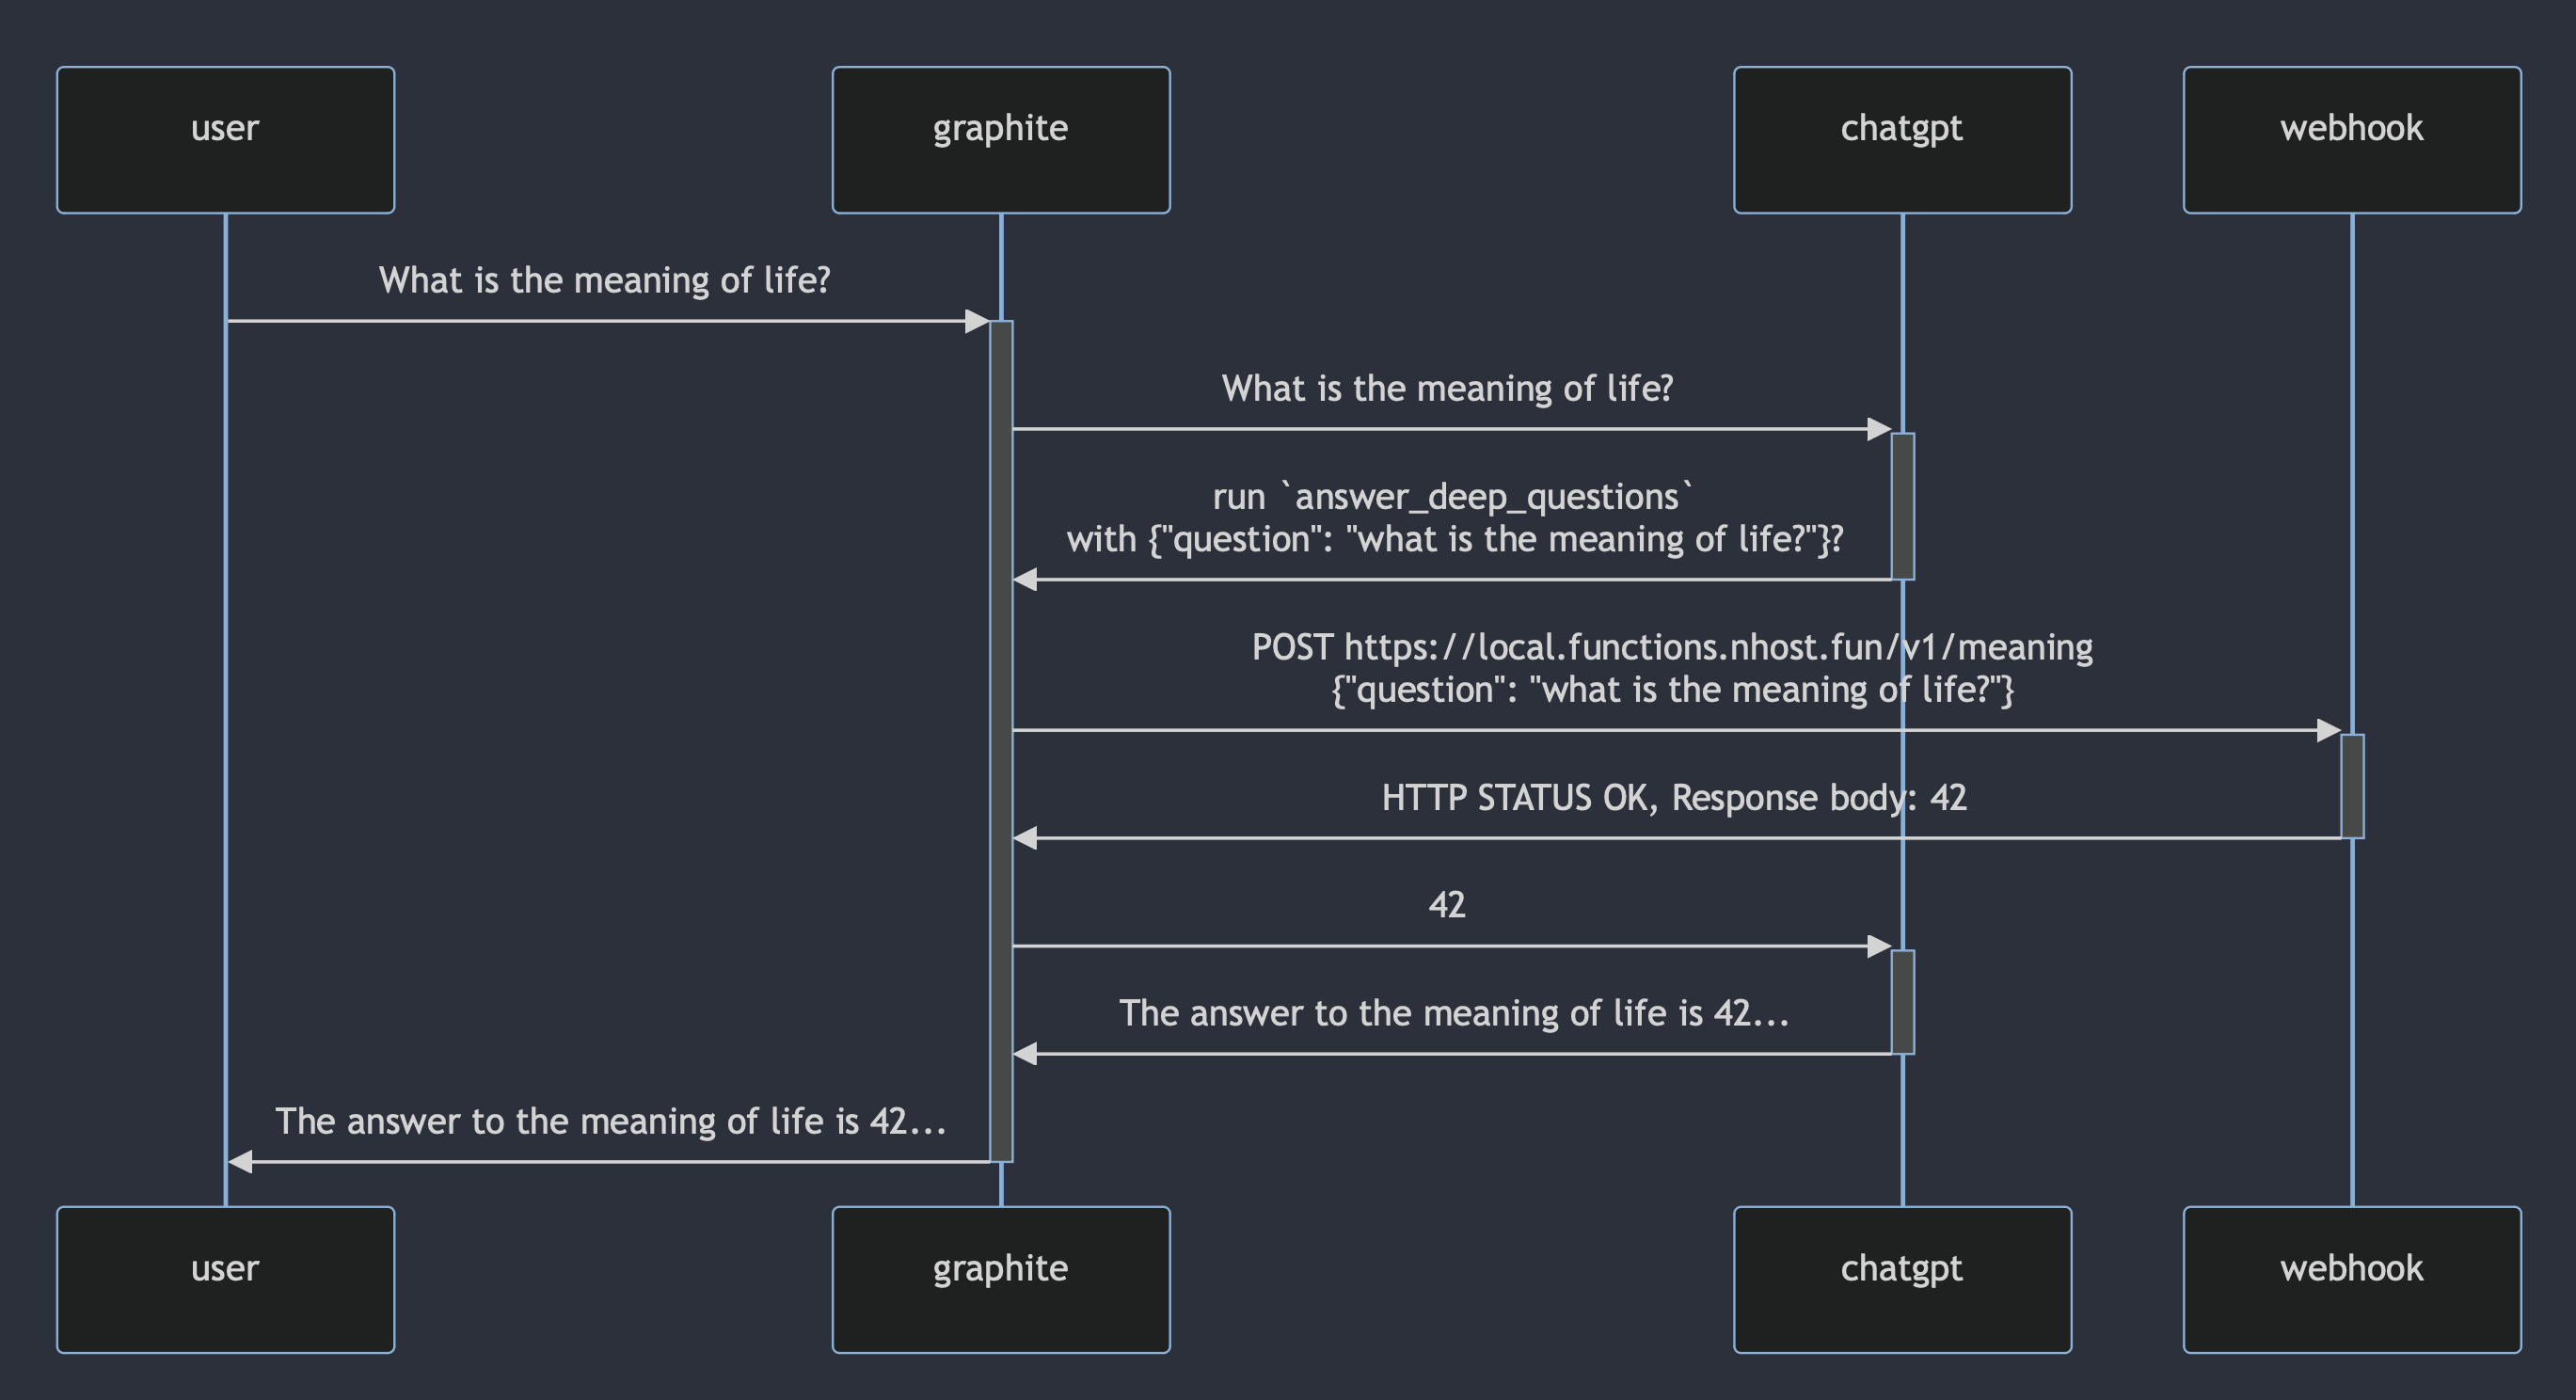 user
graphite
chatgpt
webhook
What is the meaning of life?
What is the meaning of life?
run `answer_deep_questions`
with {"question": "what is the meaning of life?"}?
POST https://local.functions.nhost.fun/v1/meaning
{"question": "what is the meaning of life?"}
HTTP STATUS OK, Response body: 42
42
The answer to the meaning of life is 42...
The answer to the meaning of life is 42...
user
graphite
chatgpt
webhook